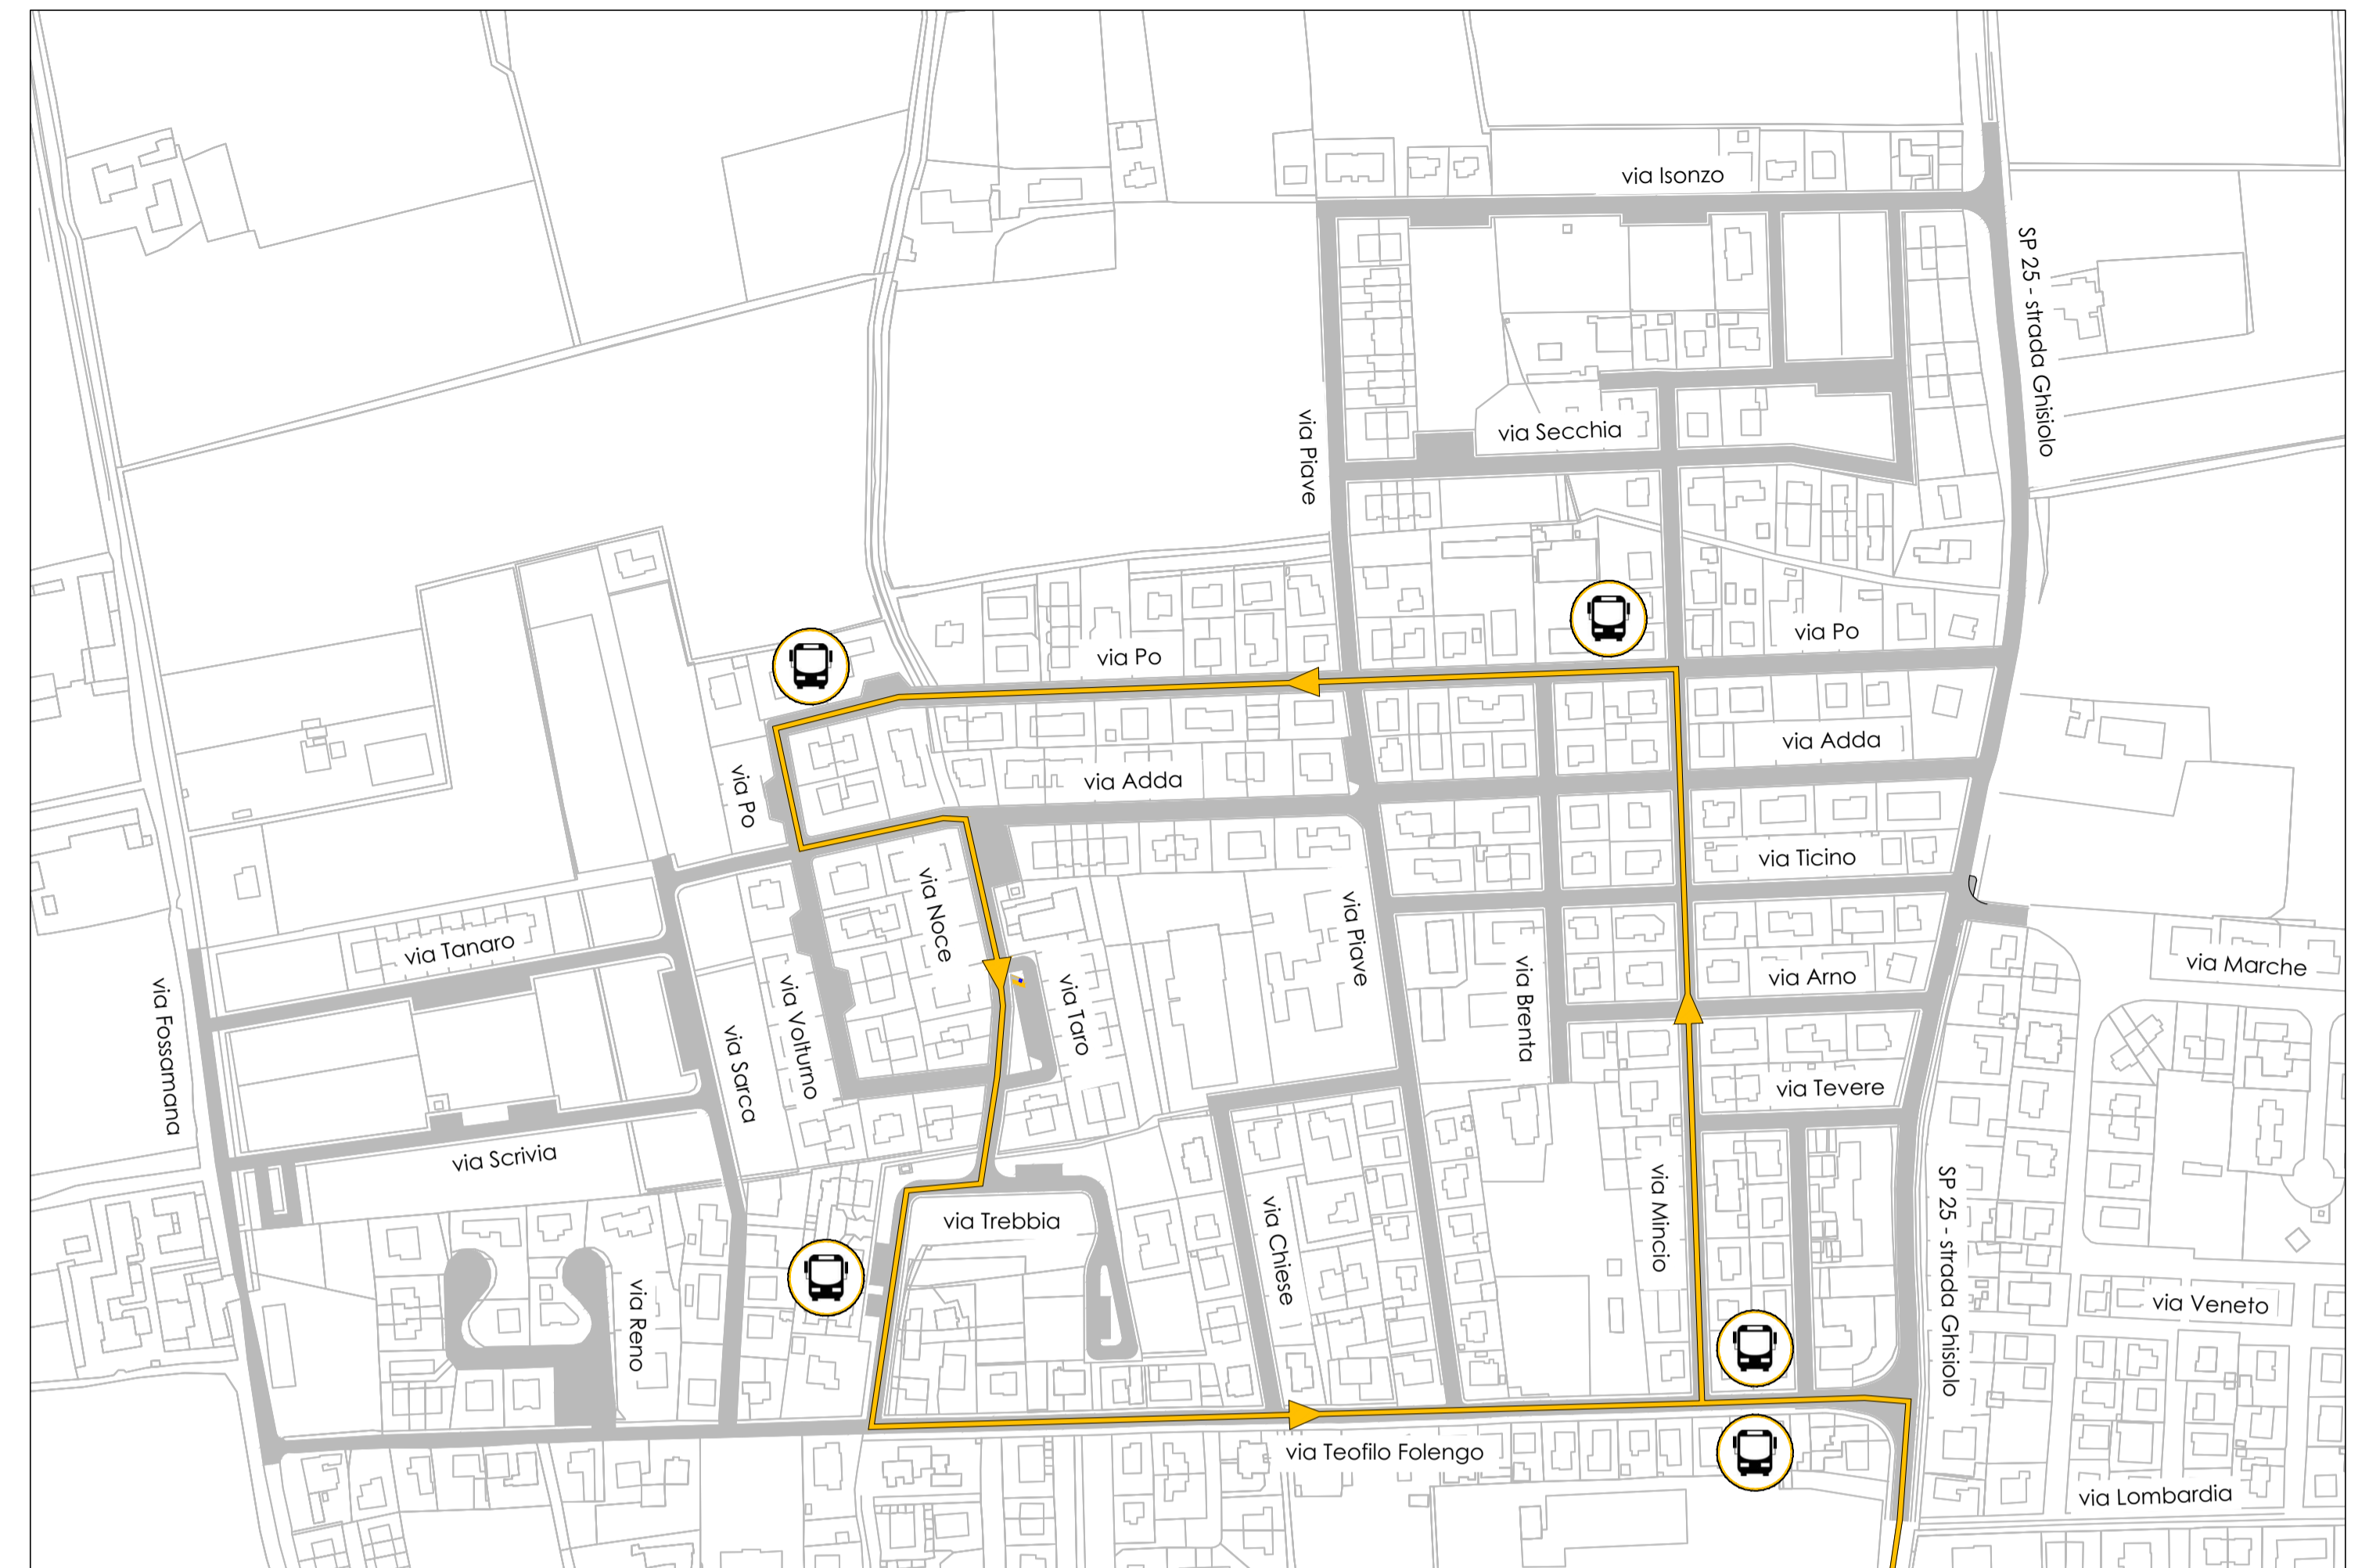 via Isonzo
SP 25 - strada Ghisiolo
via Piave
via Secchia
via Po
via Po
via Adda
via Po
via Adda
via Ticino
via Noce
via Piave
via Tanaro
via Brenta
via Arno
via Marche
via Fossamana
via Volturno
via Taro
via Sarca
via Tevere
via Scrivia
via Mincio
via Trebbia
via Chiese
SP 25 - strada Ghisiolo
via Reno
via Veneto
via Teofilo Folengo
via Lombardia